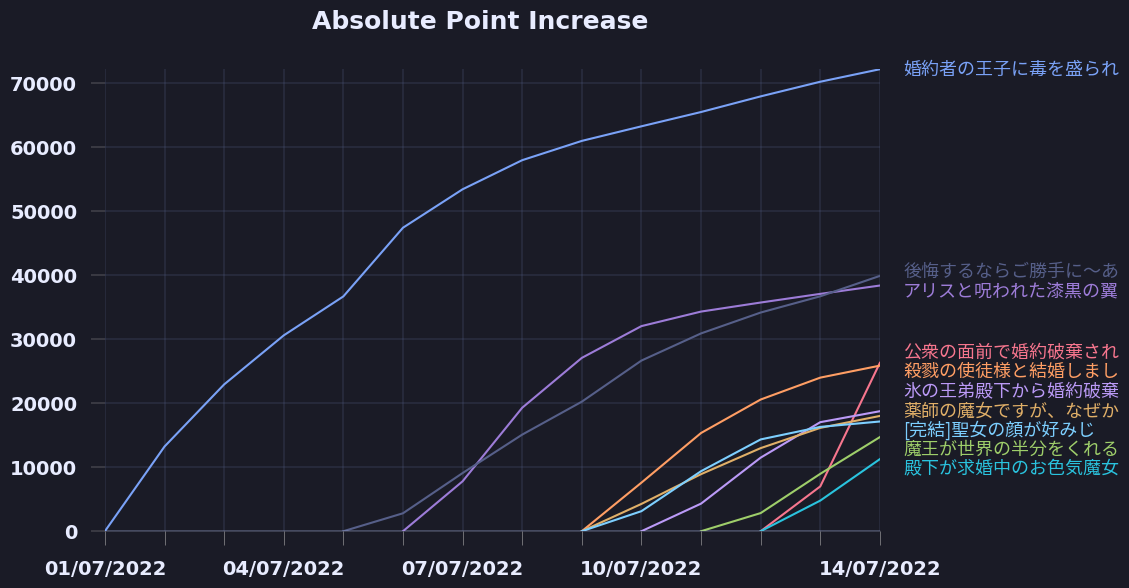 Absolute Point Increase
70000
60000
50000
40000
30000
20000
10000
0
01/07/2022
04/07/2022
07/07/2022
10/07/2022
14/07/2022
婚約者の王子に毒を盛られ
後悔するならご勝手に～あ
アリスと呪われた漆黒の翼
公衆の面前で婚約破棄され
殺戮の使徒様と結婚しまし
氷の王弟殿下から婚約破棄
薬師の魔女ですが、なぜか
[完結]聖女の顔が好みじ
魔王が世界の半分をくれる
殿下が求婚中のお色気魔女